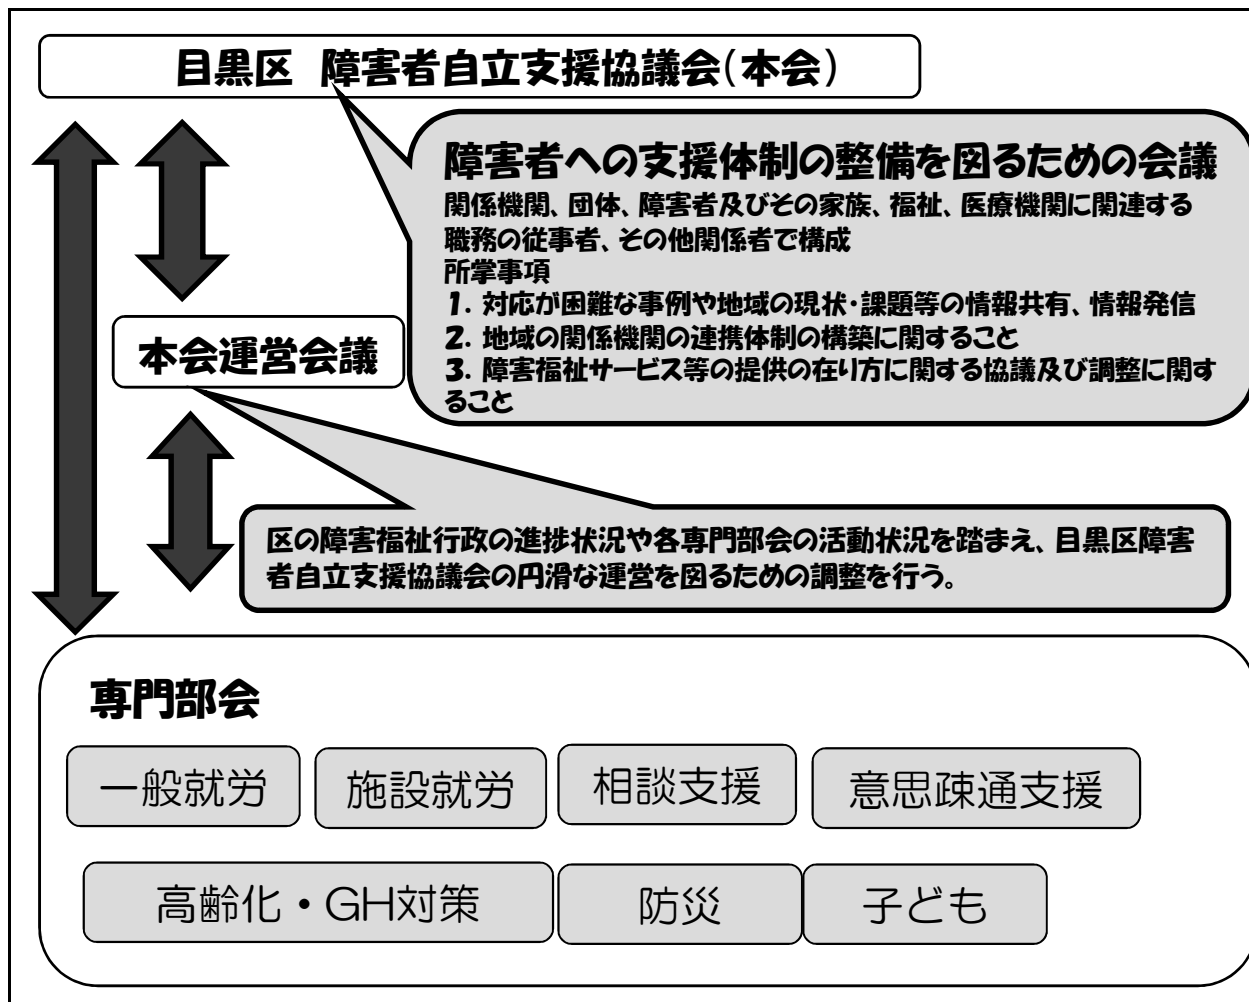 目黒区 障害者自立支援協議会(本会)
障害者への支援体制の整備を図るための会議
関係機関、団体、障害者及びその家族、福祉、医療機関に関連する
職務の従事者、その他関係者で構成
所掌事項
1. 対応が困難な事例や地域の現状・課題等の情報共有、情報発信
2. 地域の関係機関の連携体制の構築に関すること
3. 障害福祉サービス等の提供の在り方に関する協議及び調整に関す
ること
本会運営会議
区の障害福祉行政の進捗状況や各専門部会の活動状況を踏まえ、目黒区障害
者自立支援協議会の円滑な運営を図るための調整を行う。
専門部会
一般就労
施設就労
相談支援
意思疎通支援
高齢化・GH対策
防災
子ども